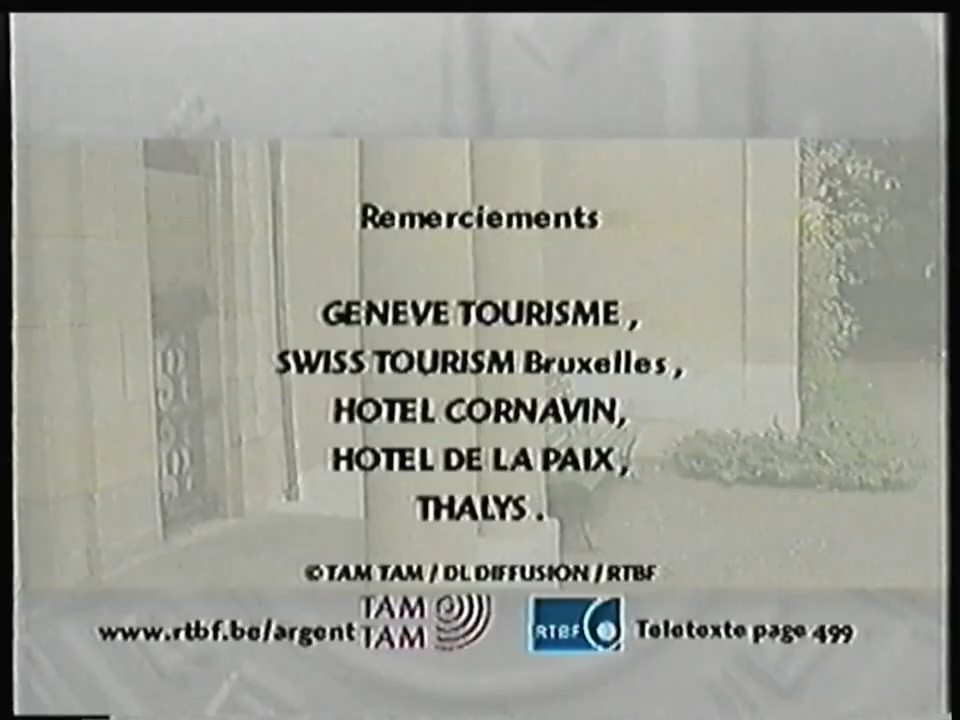 Remerciements
GENEVE TOURISME ,
SWISS TOURISM Bruxelles ,
HOTEL CORNAVIN,
HOTEL DE LA PAIX ,
THALYS .
©TAM TAM / DL DIFFUSION / RTBF
www.rtbf.be/argent TAM TAM RTBF Teletexte page 499